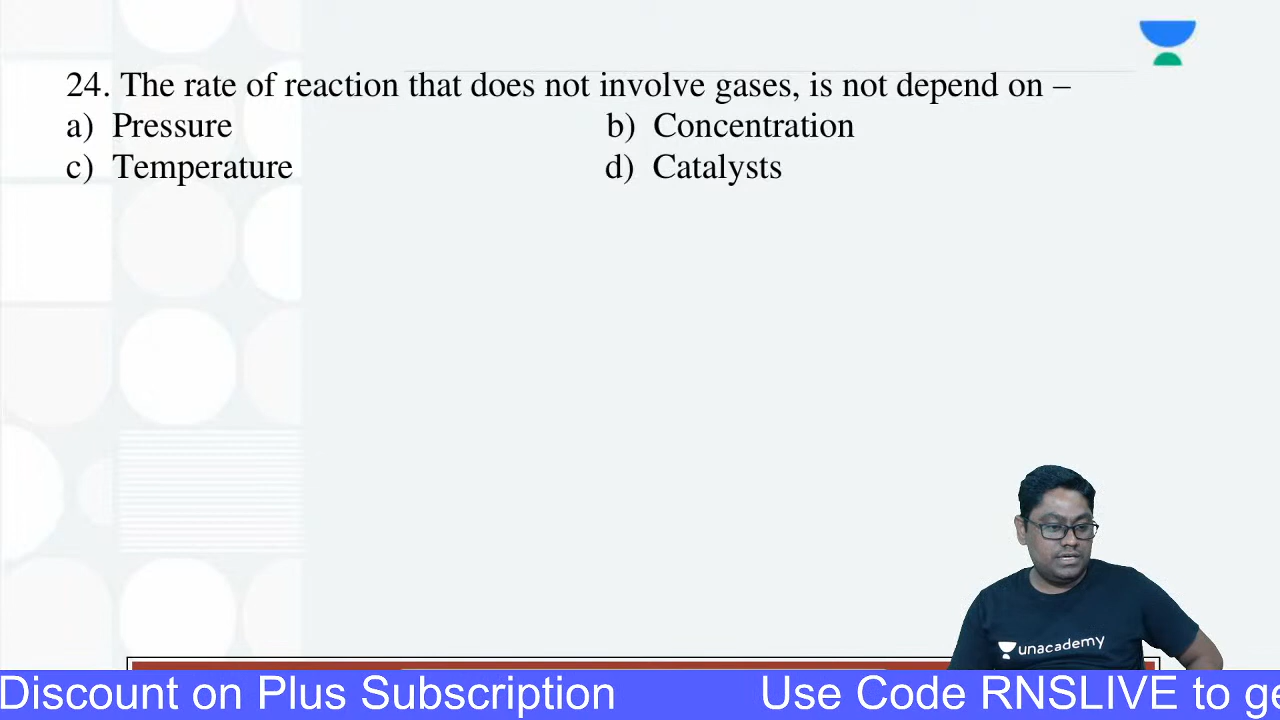 24. The rate of reaction that does not involve gases, is not depend on –
a) Pressure b) Concentration
c) Temperature d) Catalysts
unacademy
Discount on Plus Subscription Use Code RNSLIVE to ge